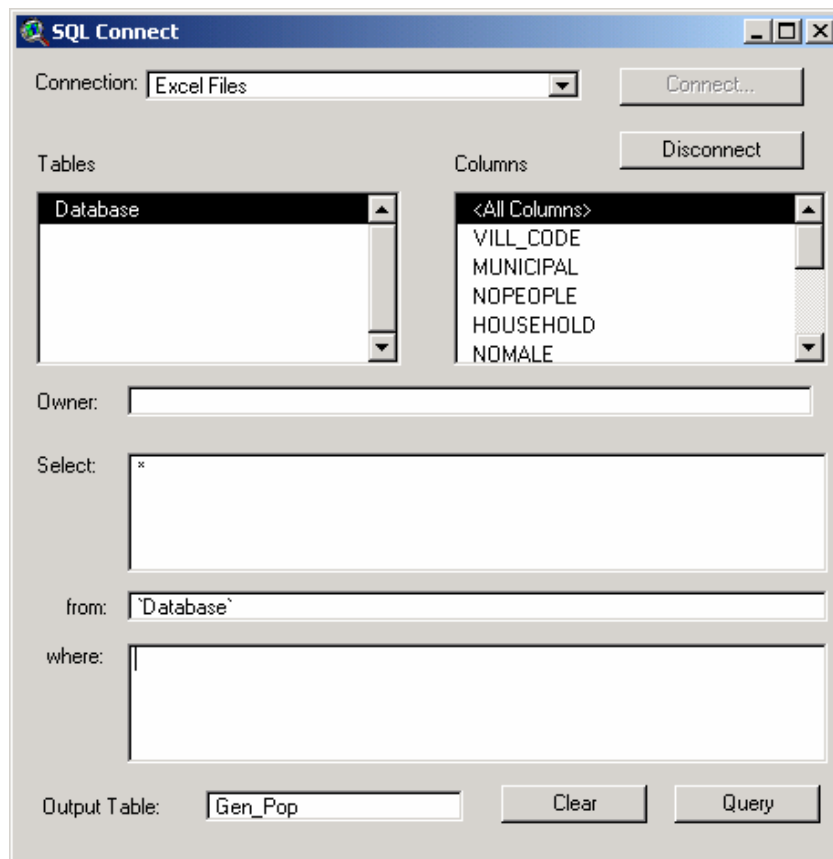 SQL Connect
Connection: Excel Files Connect...
Disconnect
Tables Columns
Database <All Columns>
VILL_CODE
MUNICIPAL
NOPEOPLE
HOUSEHOLD
NOMALE
Owner:
Select: *
from: `Database`
where:
Output Table: Gen_Pop Clear Query